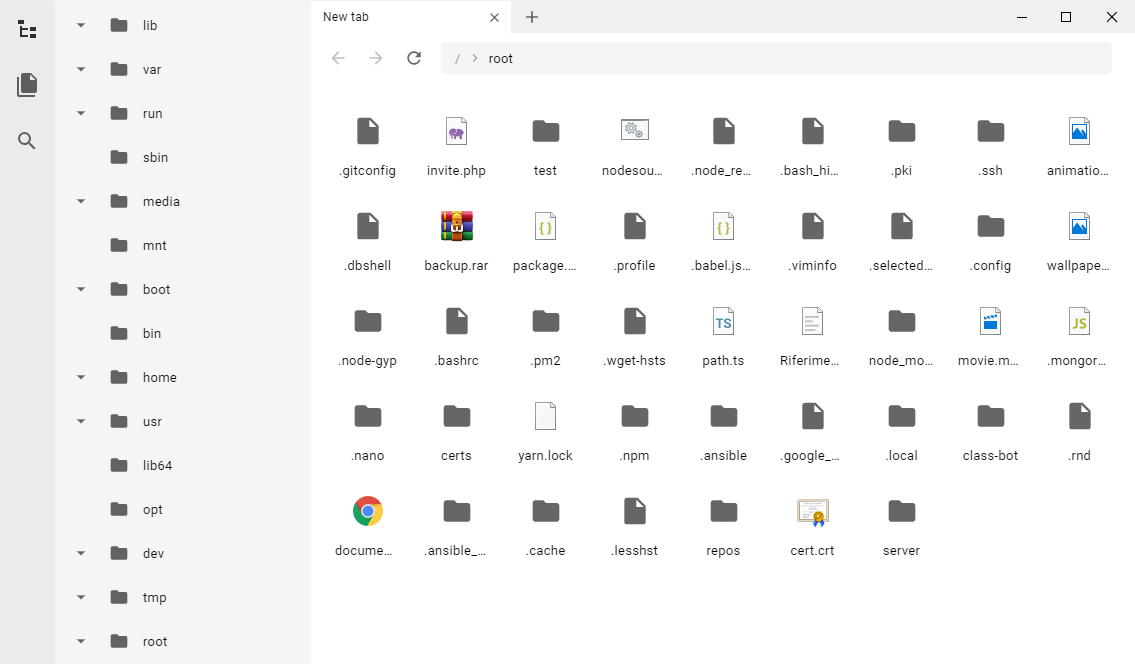 New tab
/ > root
lib
var
run
sbin
media
mnt
boot
bin
home
usr
lib64
opt
dev
tmp
root
.gitconfig invite.php test nodesou... .node_re... .bash_hi... .pki .ssh animatio...
.dbshell backup.rar package.... .profile .babel.js... .viminfo .selected... .config wallpape...
{} {}
.node-gyp .bashrc .pm2 .wget-hsts path.ts Riferime... node_mo... movie.m... .mongor...
TS JS
.nano certs yarn.lock .npm .ansible .google_... .local class-bot .rnd
docume... .ansible_... .cache .lesshst repos cert.crt server